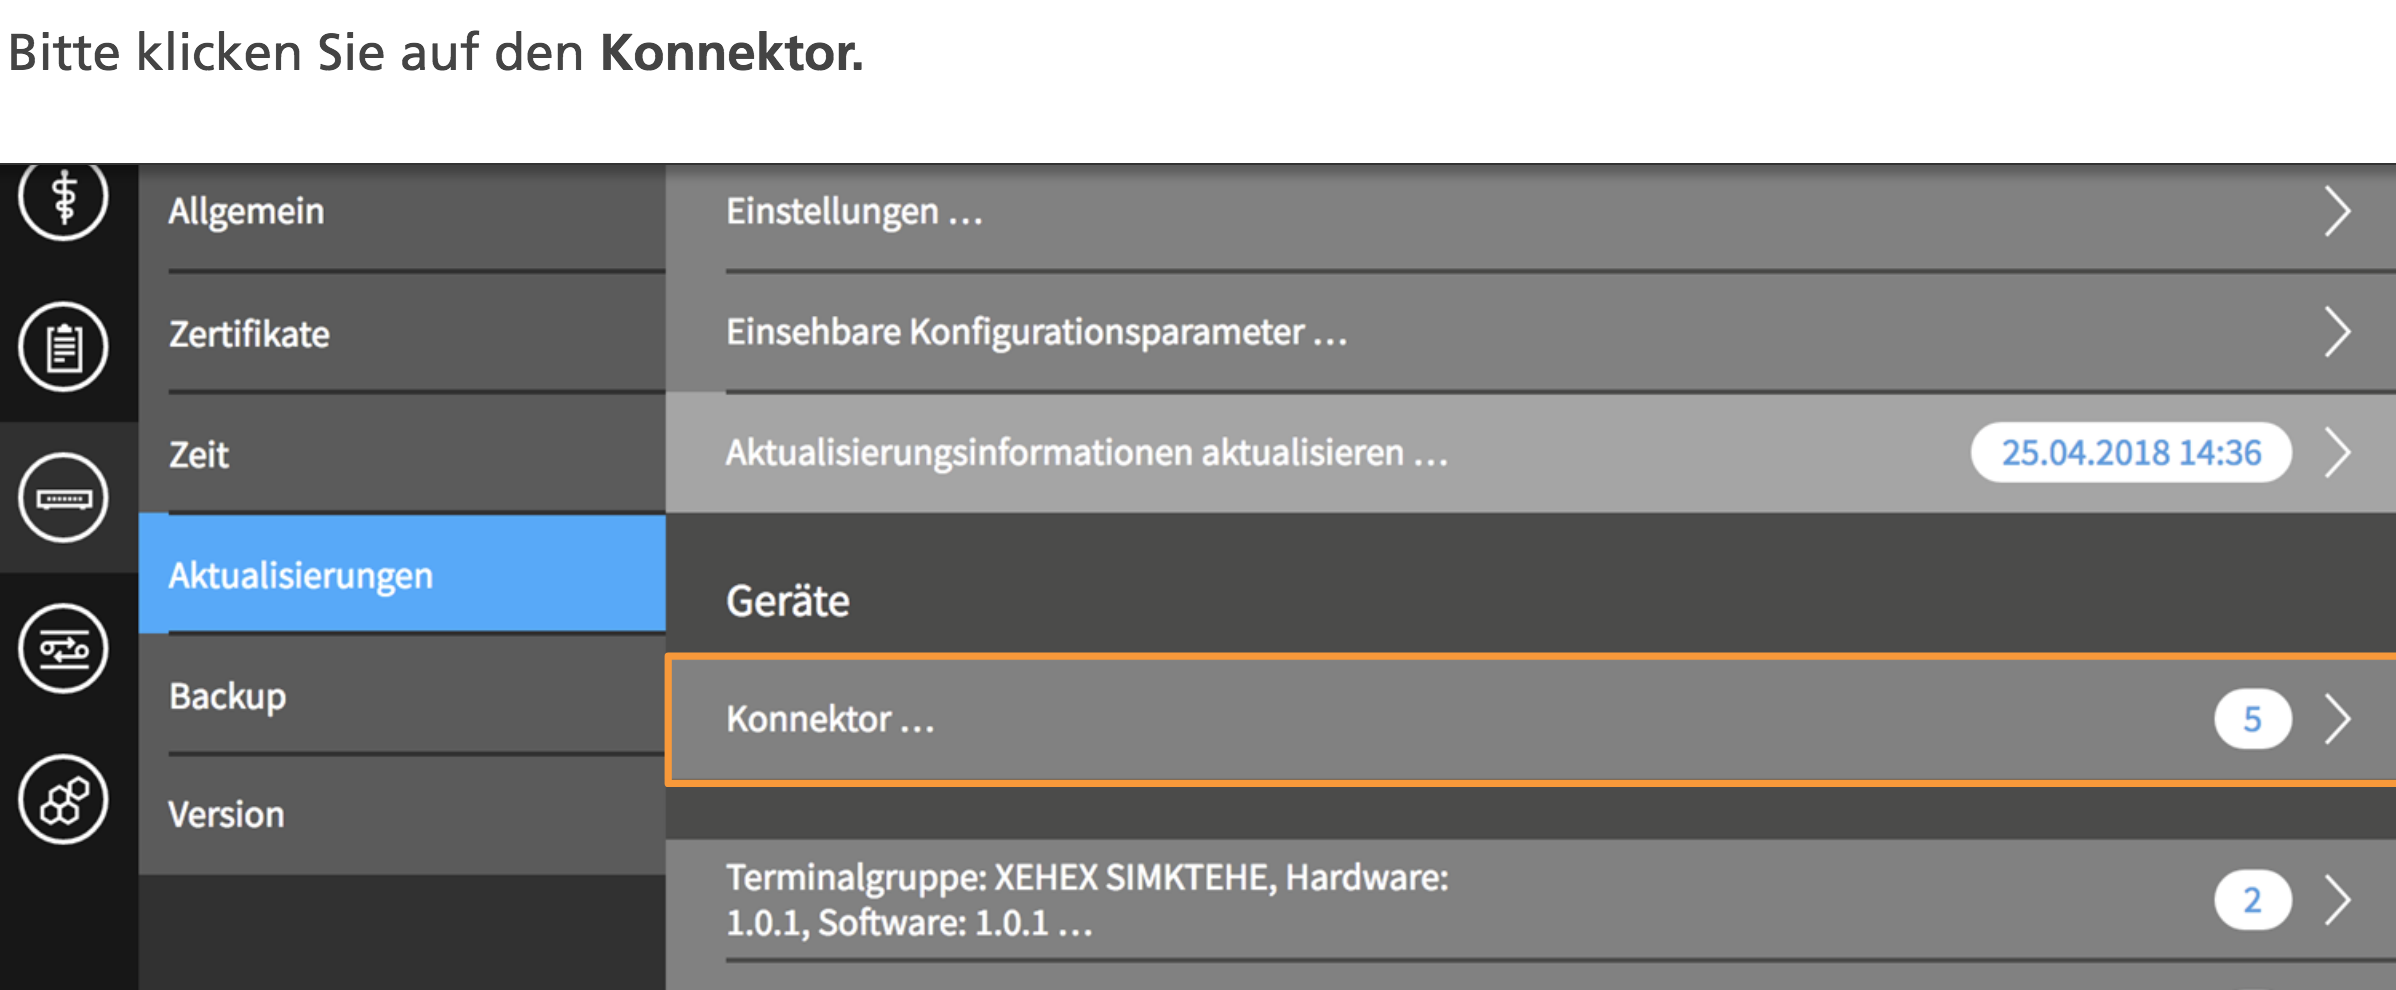 Bitte klicken Sie auf den Konnektor.
Allgemein
Zertifikate
Zeit
Aktualisierungen
Backup
Version
Einstellungen ...
Einsehbare Konfigurationsparameter ...
Aktualisierungsinformationen aktualisieren ... 25.04.2018 14:36
Geräte
Konnektor ... 5
Terminalgruppe: XEHEX SIMKTEHE, Hardware:
1.0.1, Software: 1.0.1 ... 2